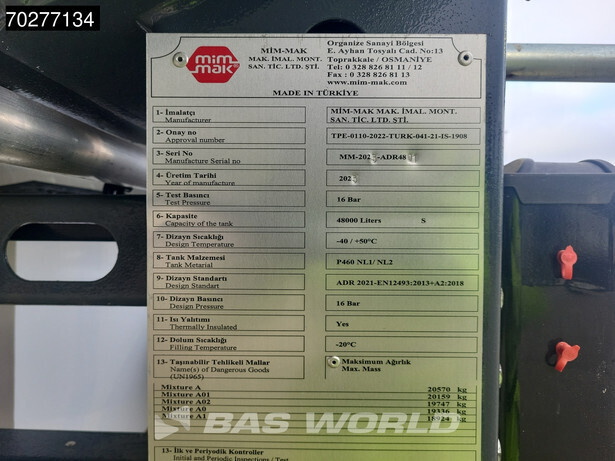 70277134
mim
mak
MİM-MAK
MAK. İMAL. MONT.
SAN. TİC. LTD. ŞTİ.
Organize Sanayi Bölgesi
E. Ayhan Tosyalı Cad. No:13
Toprakkale / OSMANİYE
Tel: 0 328 826 81 11 / 12
Fax : 0 328 826 81 13
www.mim-mak.com
MADE IN TÜRKİYE
1- İmalatçı
Manufacturer
MİM-MAK MAK. İMAL. MONT.
SAN. TİC. LTD. ŞTİ.
2- Onay no
Approval number
TPE-0110-2022-TURK-041-21-IS-1908
3- Seri No
Manufacture Serial no
4- Üretim Tarihi
Year of manufacture
5- Test Basıncı
Test Pressure
16 Bar
6- Kapasite
Capacity of the tank
48000 Liters S
7- Dizayn Sıcaklığı
Design Temperature
-40 / +50°C
8- Tank Malzemesi
Tank Metarial
P460 NL1/ NL2
9- Dizayn Standartı
Design Standart
ADR 2021-EN12493:2013+A2:2018
10- Dizayn Basıncı
Design Pressure
16 Bar
11- Isı Yalıtımı
Thermally Insulated
Yes
12- Dolum Sıcaklığı
Filling Temperature
-20°C
13- Taşınabilir Tehlikeli Mallar
Name(s) of Dangerous Goods
(UN1965)
Maksimum Ağırlık
Max. Mass
Mixture A 20570 kg
Mixture A01 20159 kg
Mixture A02 19747 kg
Mixture A0 19336 kg
Mixture A1 18924 kg
BAS WORLD
13- İlk ve Periyodik Kontroller
Initial and Periodic Inspections / Test